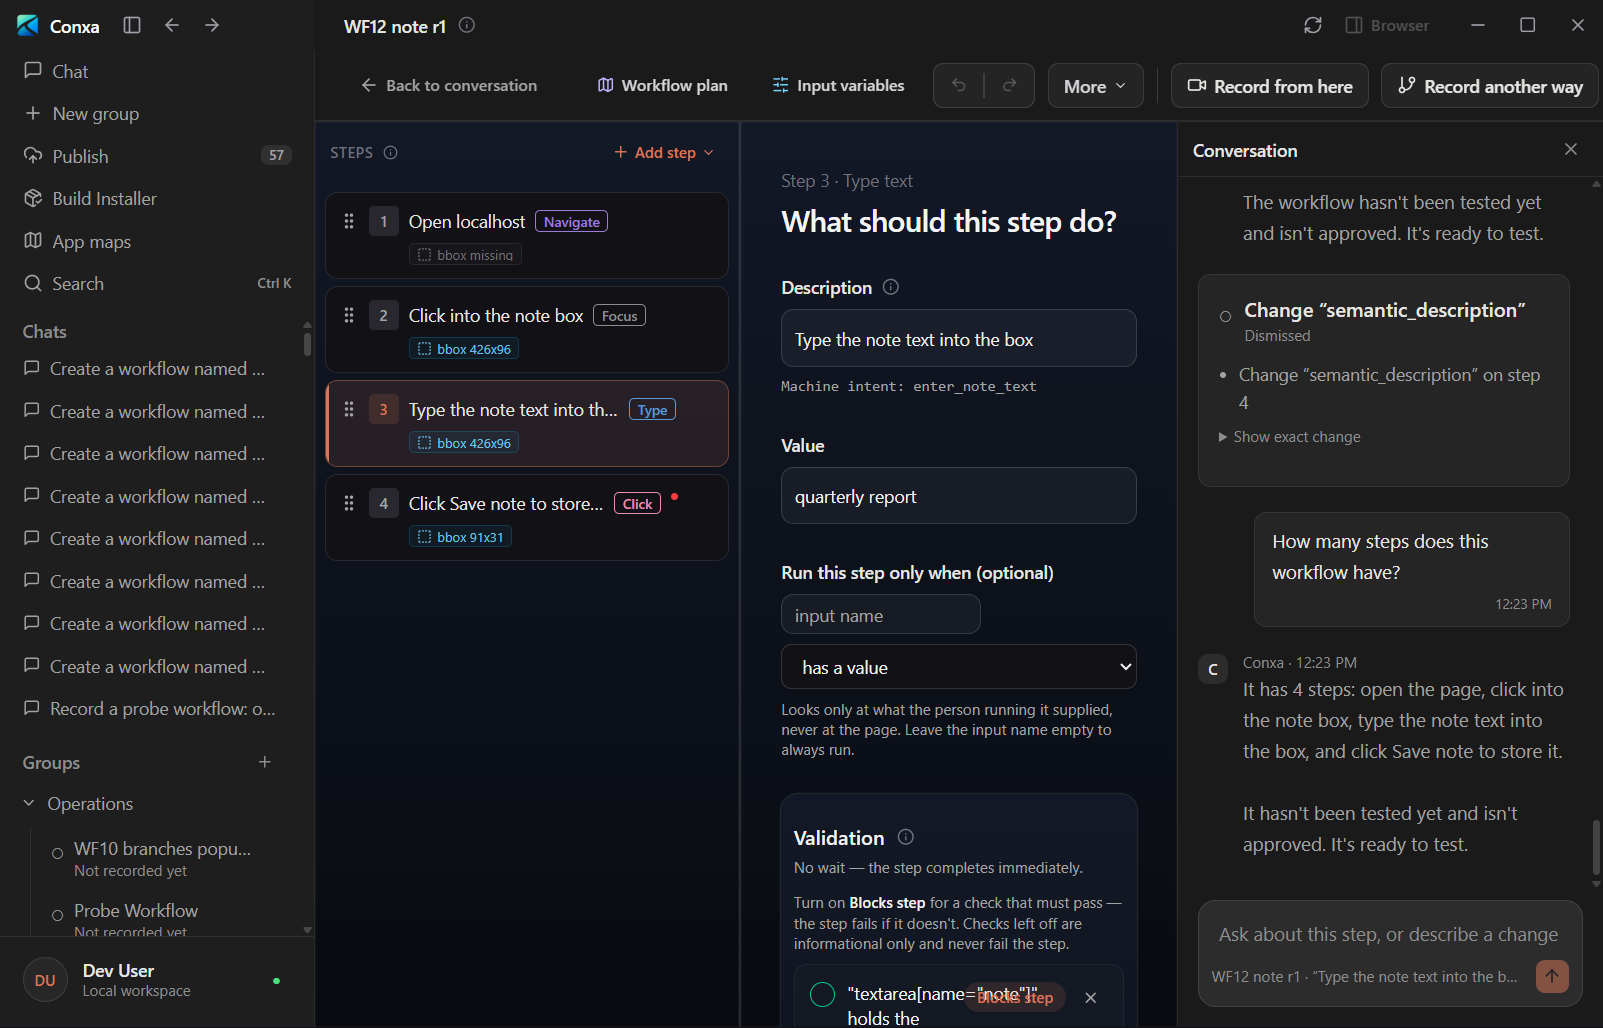 Conxa
WF12 note r1
Browser
Chat
New group
Publish 57
Build Installer
App maps
Search Ctrl K
Chats
Create a workflow named ...
Create a workflow named ...
Create a workflow named ...
Create a workflow named ...
Create a workflow named ...
Create a workflow named ...
Create a workflow named ...
Create a workflow named ...
Record a probe workflow: o...
Groups
Operations
WF10 branches popu...
Not recorded yet
Probe Workflow
Not recorded yet
DU
Dev User
Local workspace
Back to conversation
Workflow plan
Input variables
More
Record from here
Record another way
STEPS
Add step
1 Open localhost Navigate
bbox missing
2 Click into the note box Focus
bbox 426x96
3 Type the note text into th... Type
bbox 426x96
4 Click Save note to store... Click
bbox 91x31
Step 3 · Type text
What should this step do?
Description
Type the note text into the box
Machine intent: enter_note_text
Value
quarterly report
Run this step only when (optional)
input name
has a value
Looks only at what the person running it supplied,
never at the page. Leave the input name empty to
always run.
Validation
No wait — the step completes immediately.
Turn on Blocks step for a check that must pass —
the step fails if it doesn't. Checks left off are
informational only and never fail the step.
"textarea[name="note"]"
Blocks step
holds the
Conversation
The workflow hasn't been tested yet
and isn't approved. It's ready to test.
Change “semantic_description”
Dismissed
• Change “semantic_description” on step
4
Show exact change
How many steps does this
workflow have?
12:23 PM
C
Conxa · 12:23 PM
It has 4 steps: open the page, click into
the note box, type the note text into
the box, and click Save note to store it.
It hasn't been tested yet and isn't
approved. It's ready to test.
Ask about this step, or describe a change
WF12 note r1 · “Type the note text into the b...